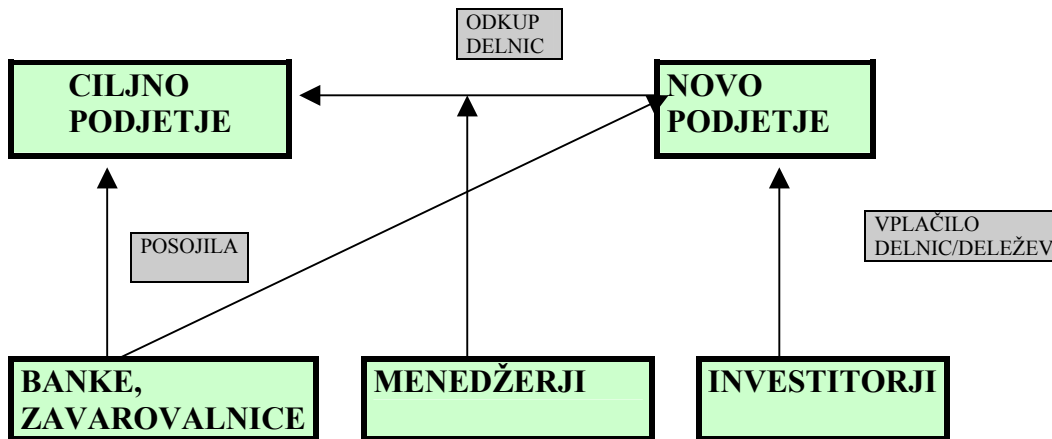 ODKUP
DELNIC
CILJNO
PODJETJE
NOVO
PODJETJE
POSOJILA
VPLAČILO
DELNIC/DELEŽEV
BANKE,
ZAVAROVALNICE
MENEDŽERJI
INVESTITORJI